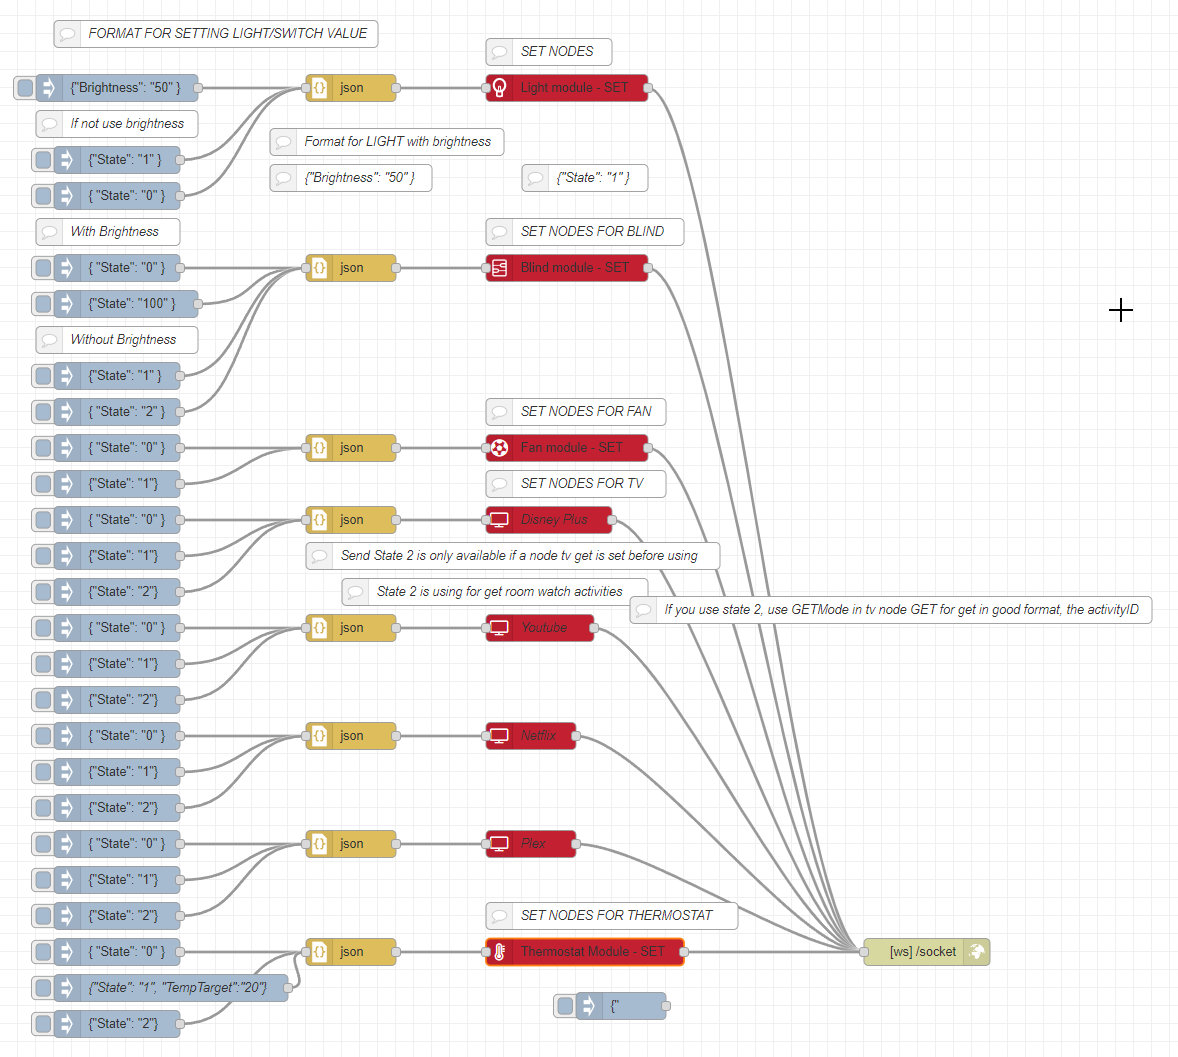 FORMAT FOR SETTING LIGHT/SWITCH VALUE
SET NODES
{"Brightness": "50" }
json
Light module - SET
If not use brightness
Format for LIGHT with brightness
{"State": "1" }
{"Brightness": "50" }
{"State": "1" }
{ "State": "0" }
With Brightness
SET NODES FOR BLIND
{ "State": "0" }
json
Blind module - SET
{"State": "100" }
Without Brightness
{"State": "1" }
{ "State": "2" }
SET NODES FOR FAN
{ "State": "0" }
json
Fan module - SET
{"State": "1"}
SET NODES FOR TV
{ "State": "0" }
json
Disney Plus
{"State": "1"}
Send State 2 is only available if a node tv get is set before using
{"State": "2"}
State 2 is using for get room watch activities
If you use state 2, use GETMode in tv node GET for get in good format, the activityID
{ "State": "0" }
json
Youtube
{"State": "1"}
{"State": "2"}
{ "State": "0" }
json
Netflix
{"State": "1"}
{"State": "2"}
{ "State": "0" }
json
Plex
{"State": "1"}
{"State": "2"}
SET NODES FOR THERMOSTAT
{ "State": "0" }
json
Thermostat Module - SET
[ws] /socket
{"State": "1", "TempTarget":"20"}
{"
{"State": "2"}